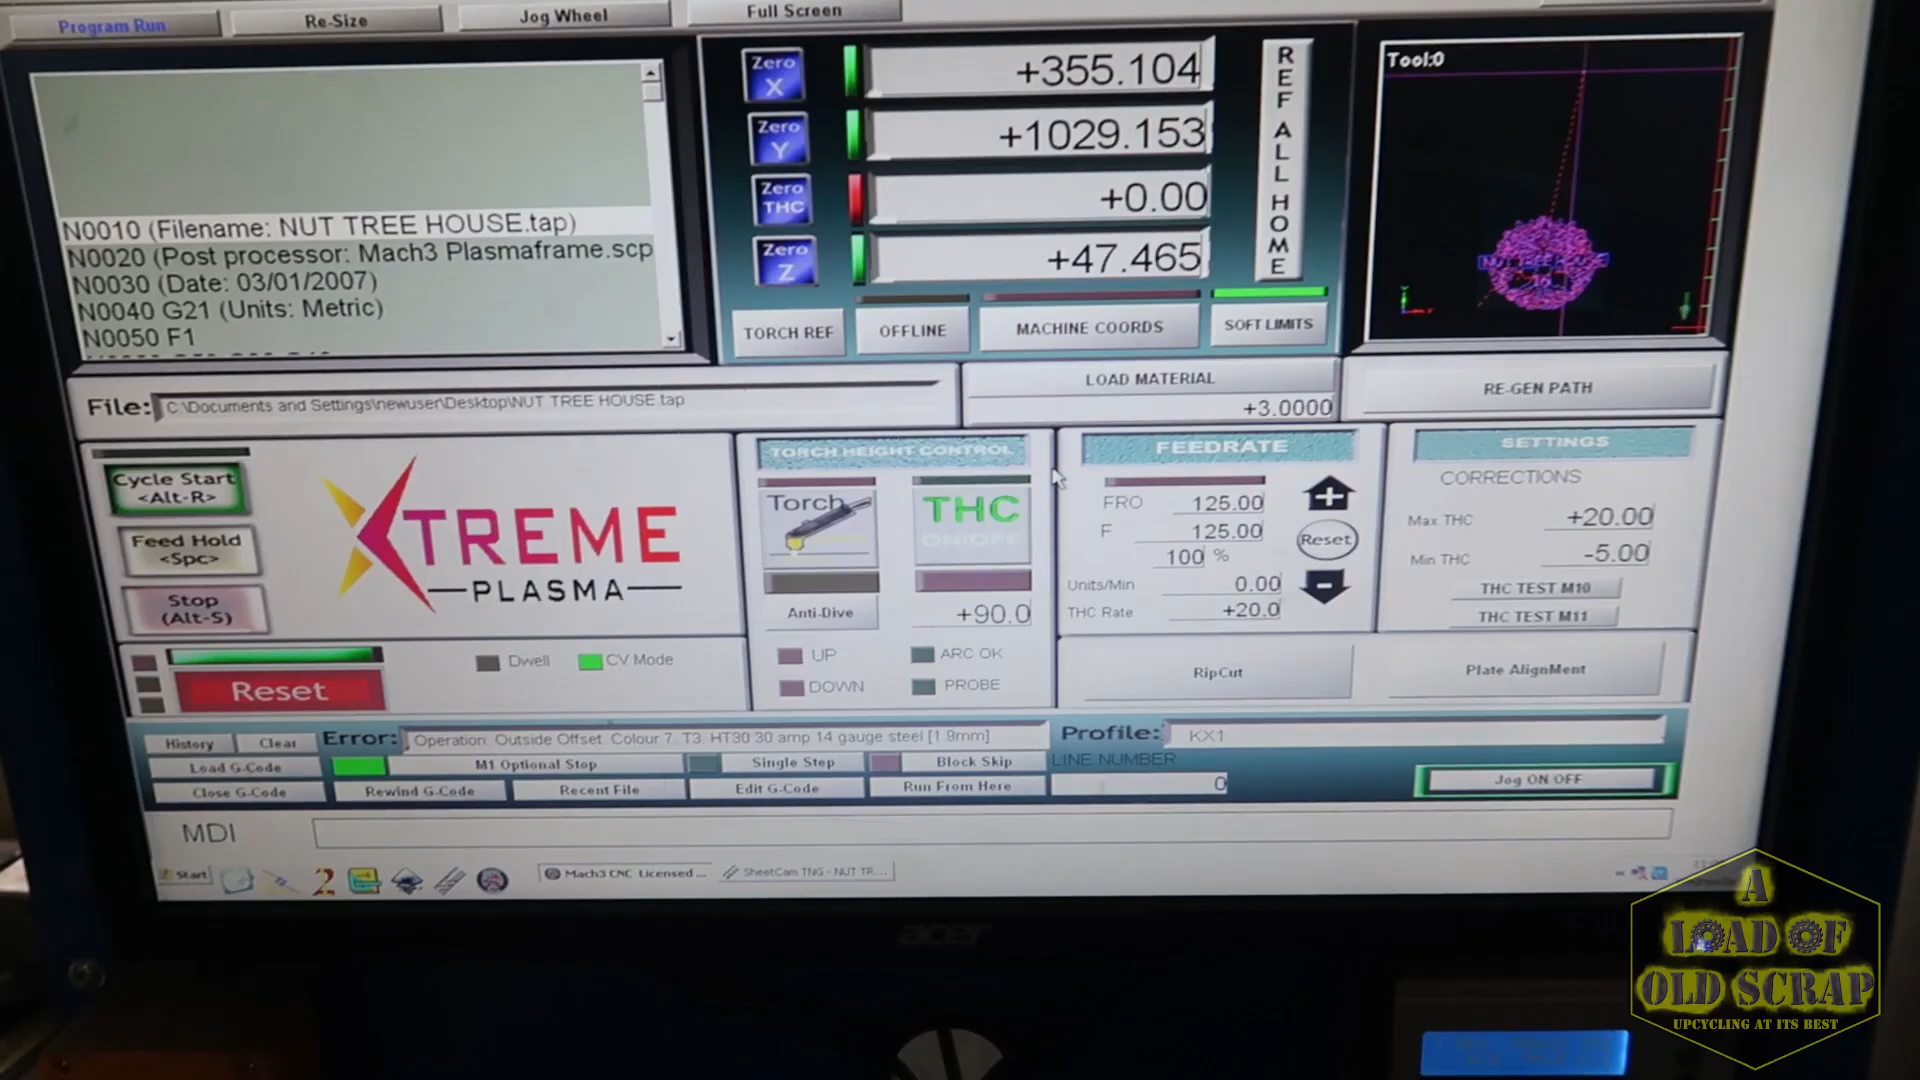 Program Run
Re-Size
Jog Wheel
Full Screen
N0010 (Filename: NUT TREE HOUSE.tap)
N0020 (Post processor: Mach3 Plasmaframe.scp
N0030 (Date: 03/01/2007)
N0040 G21 (Units: Metric)
N0050 F1
Zero X
+355.104
Zero Y
+1029.153
Zero THC
+0.00
Zero Z
+47.465
REF ALL HOME
TORCH REF
OFFLINE
MACHINE COORDS
SOFT LIMITS
Tool:0
NUT TREE HOUSE
File:
C:\Documents and Settings\newuser\Desktop\NUT TREE HOUSE.tap
LOAD MATERIAL
+3.0000
RE-GEN PATH
Cycle Start
<Alt-R>
Feed Hold
<Spc>
Stop
(Alt-S)
XTREME
PLASMA
TORCH HEIGHT CONTROL
Torch
THC
ON/OFF
Anti-Dive
+90.0
UP
ARC OK
DOWN
PROBE
FEEDRATE
FRO 125.00
F 125.00
100 %
Reset
Units/Min 0.00
THC Rate +20.0
+
-
SETTINGS
CORRECTIONS
Max THC +20.00
Min THC -5.00
THC TEST M10
THC TEST M11
Reset
Dwell
CV Mode
RipCut
Plate AlignMent
History
Clear
Error:
Operation: Outside Offset. Colour 7. T3: HT30 30 amp 14 gauge steel [1.9mm]
Profile:
KX1
Load G-Code
M1 Optional Stop
Single Step
Block Skip
LINE NUMBER
Close G-Code
Rewind G-Code
Recent File
Edit G-Code
Run From Here
0
Jog ON OFF
MDI
Start
2
Mach3 CNC Licensed ...
SheetCam TNG - NUT TR...
acer
A
LOAD OF
OLD SCRAP
UPCYCLING AT ITS BEST